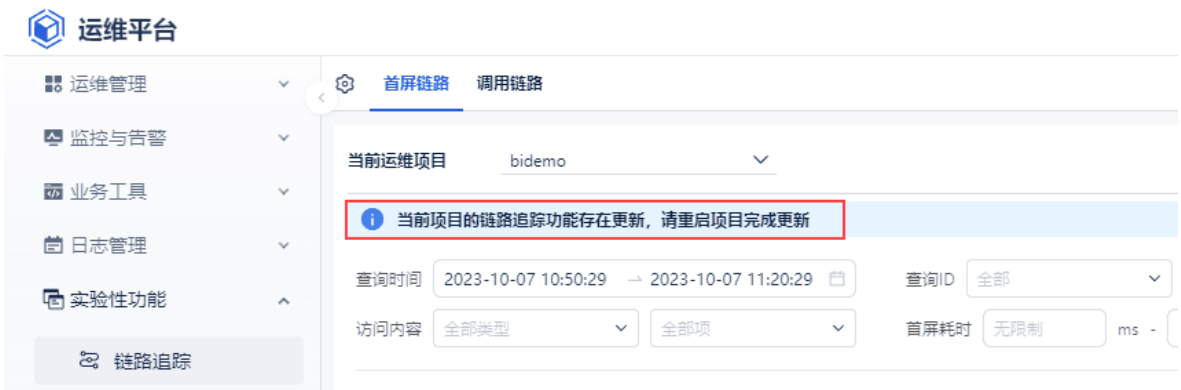 运维平台
运维管理
监控与告警
业务工具
日志管理
实验性功能
链路追踪
首屏链路 调用链路
当前运维项目 bidemo
当前项目的链路追踪功能存在更新，请重启项目完成更新
查询时间 2023-10-07 10:50:29 → 2023-10-07 11:20:29 查询ID 全部
访问内容 全部类型 全部项 首屏耗时 无限制 ms -